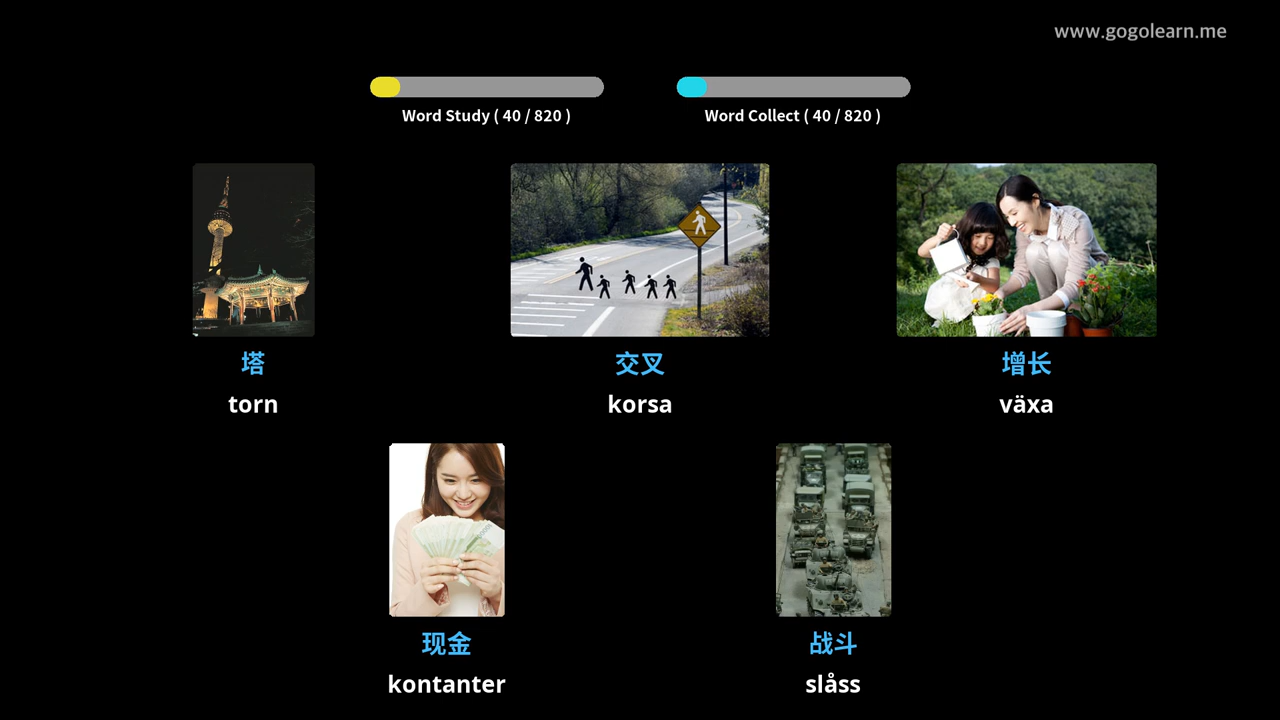 www.gogolearn.me
Word Study ( 40 / 820 )
Word Collect ( 40 / 820 )
塔
torn
交叉
korsa
增长
växa
现金
kontanter
战斗
slåss